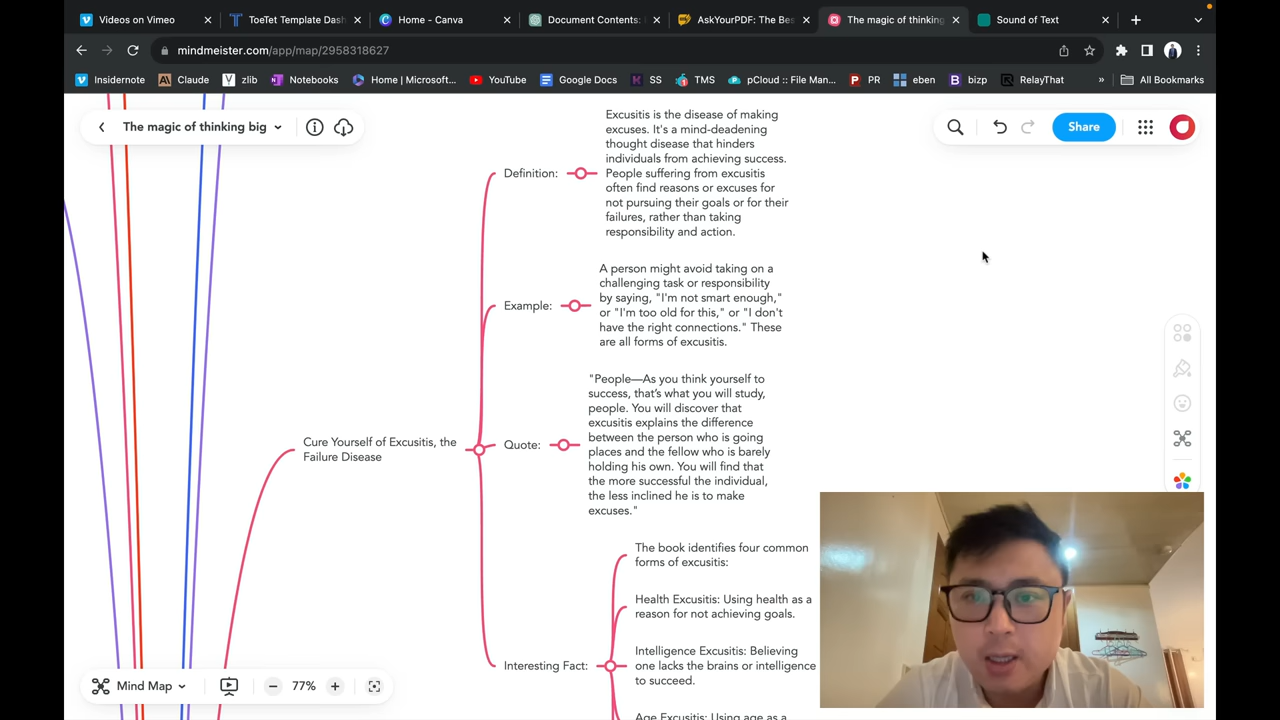 Videos on Vimeo
TeeTet Template Dash
Home - Canva
Document Contents:
AskYourPDF: The Bes
The magic of thinking
Sound of Text
mindmeister.com/app/map/2958318627
Insidernote
Claude
zlib
Notebooks
Home | Microsoft...
YouTube
Google Docs
SS
TMS
pCloud :: File Man...
PR
eben
bizp
RelayThat
»
All Bookmarks
The magic of thinking big
Share
Definition:
Excusitis is the disease of making
excuses. It's a mind-deadening
thought disease that hinders
individuals from achieving success.
People suffering from excusitis
often find reasons or excuses for
not pursuing their goals or for their
failures, rather than taking
responsibility and action.
Example:
A person might avoid taking on a
challenging task or responsibility
by saying, "I'm not smart enough,"
or "I'm too old for this," or "I don't
have the right connections." These
are all forms of excusitis.
Cure Yourself of Excusitis, the
Failure Disease
Quote:
"People—As you think yourself to
success, that's what you will study,
people. You will discover that
excusitis explains the difference
between the person who is going
places and the fellow who is barely
holding his own. You will find that
the more successful the individual,
the less inclined he is to make
excuses."
Interesting Fact:
The book identifies four common
forms of excusitis:
Health Excusitis: Using health as a
reason for not achieving goals.
Intelligence Excusitis: Believing
one lacks the brains or intelligence
to succeed.
Age Excusitis: Using age as a
Mind Map
77%